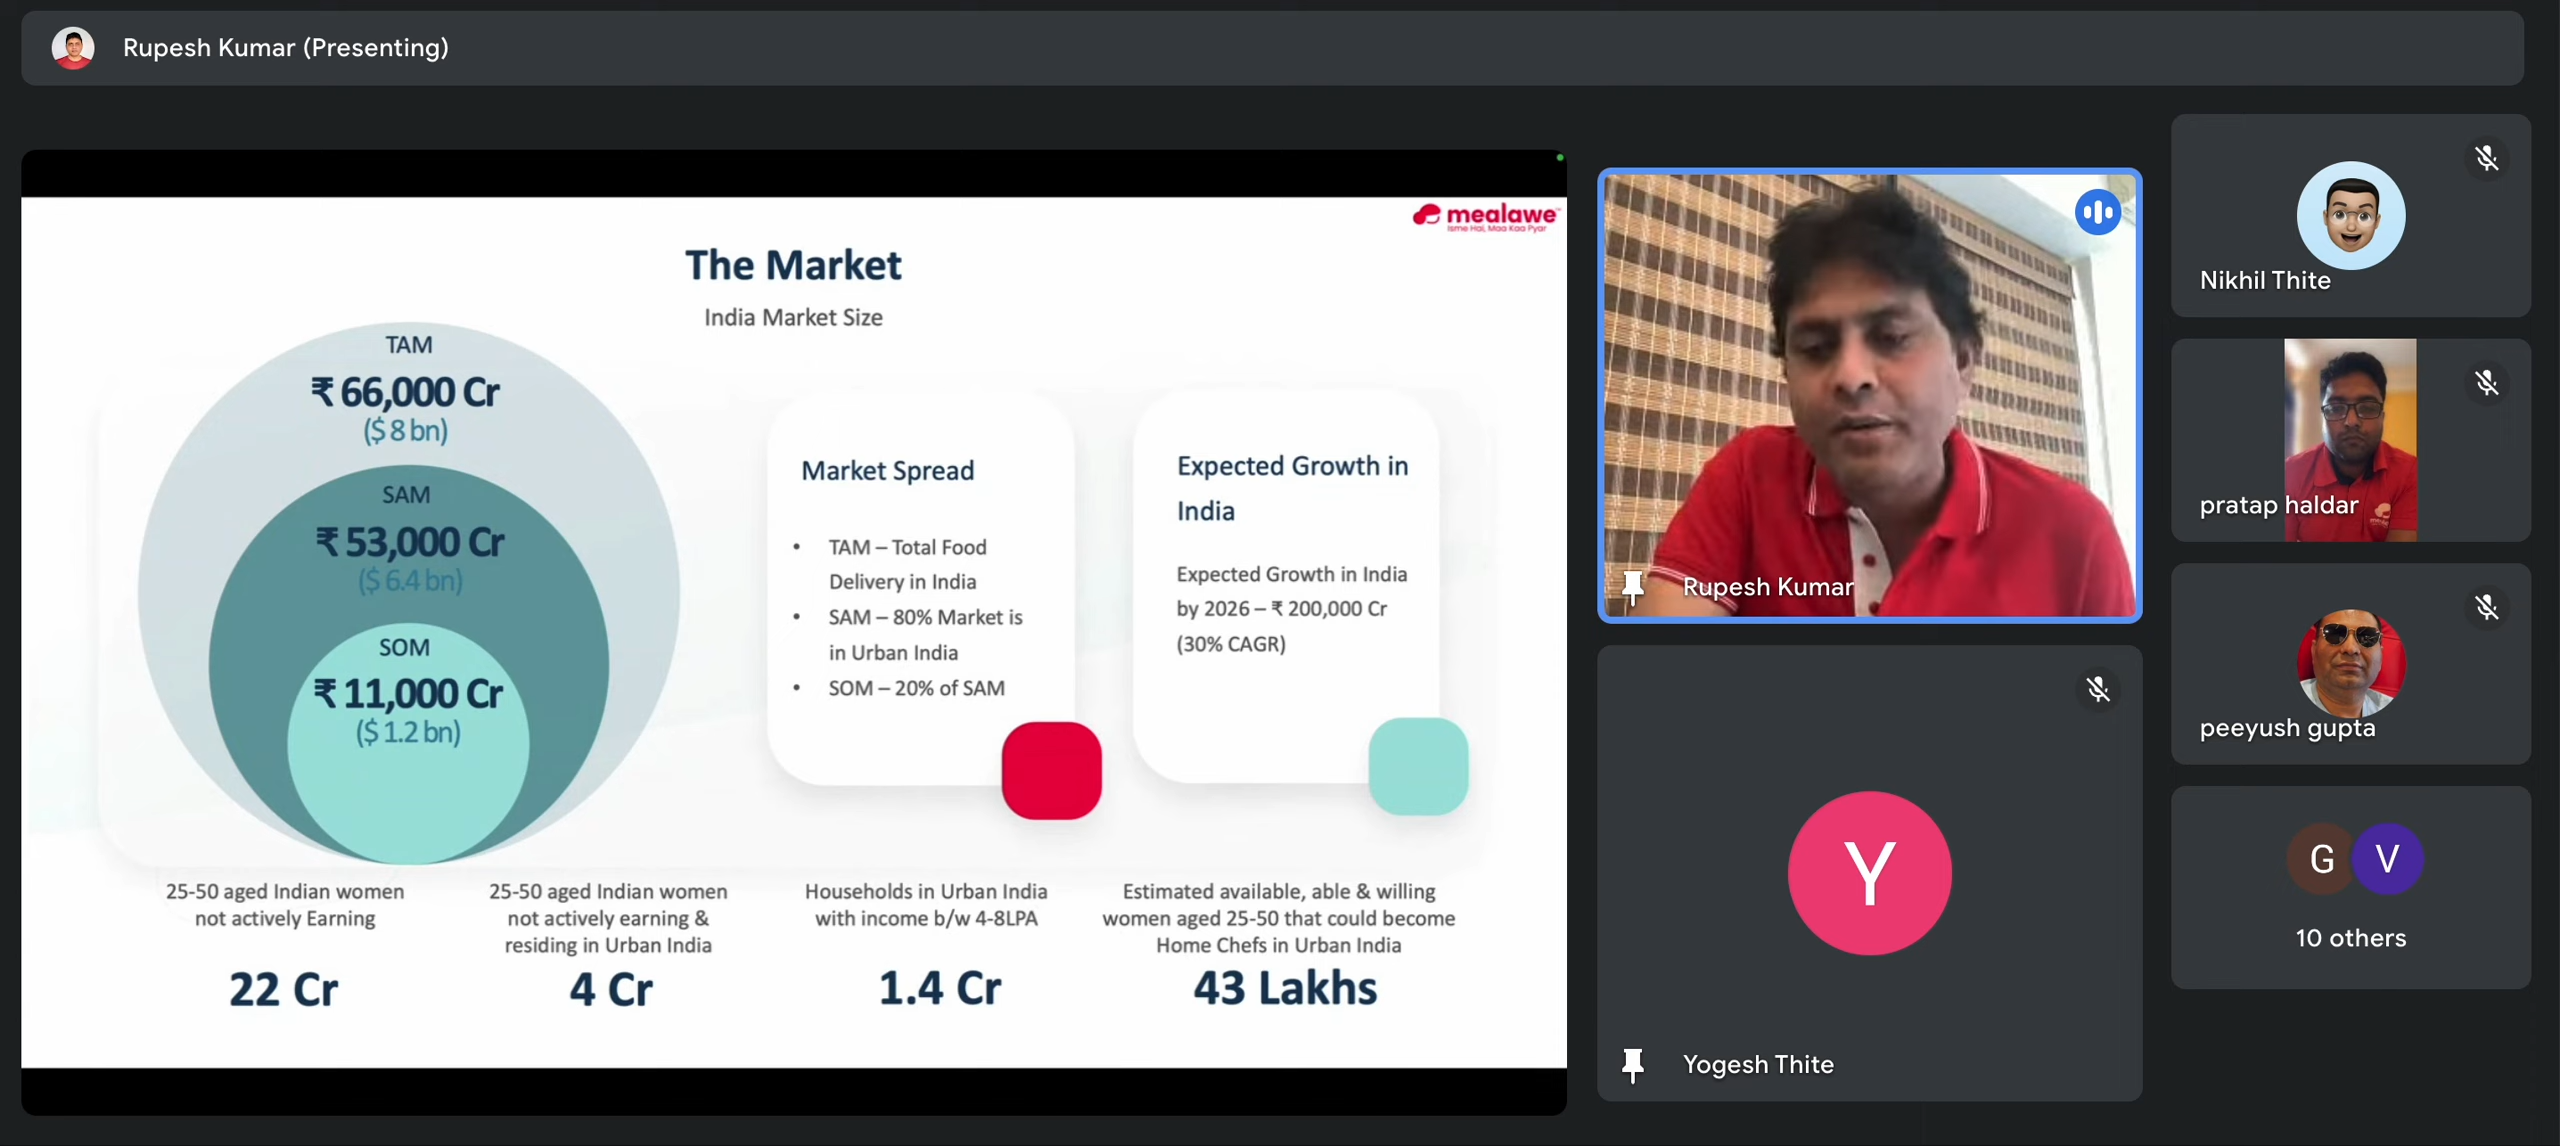 Rupesh Kumar (Presenting)
mealawe
Isme Hai, Maa Kaa Pyar
The Market
India Market Size
TAM
₹ 66,000 Cr
($ 8 bn)
SAM
₹ 53,000 Cr
($ 6.4 bn)
SOM
₹ 11,000 Cr
($ 1.2 bn)
Market Spread
• TAM – Total Food
Delivery in India
• SAM – 80% Market is
in Urban India
• SOM – 20% of SAM
Expected Growth in
India
Expected Growth in India
by 2026 – ₹ 200,000 Cr
(30% CAGR)
25-50 aged Indian women
not actively Earning
22 Cr
25-50 aged Indian women
not actively earning &
residing in Urban India
4 Cr
Households in Urban India
with income b/w 4-8LPA
1.4 Cr
Estimated available, able & willing
women aged 25-50 that could become
Home Chefs in Urban India
43 Lakhs
Rupesh Kumar
Y
Yogesh Thite
Nikhil Thite
pratap haldar
peeyush gupta
G V
10 others